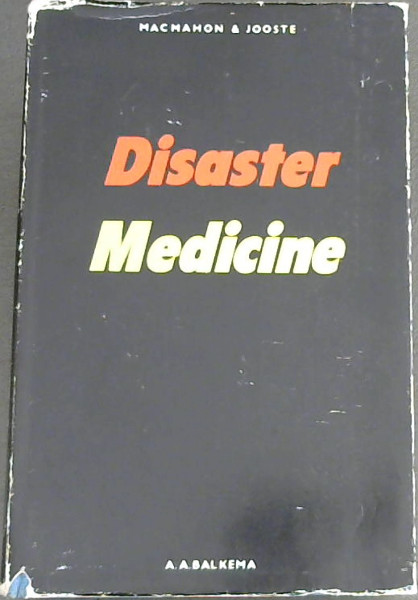 MACMAHON & JOOSTE
Disaster
Medicine
A.A.BALKEMA